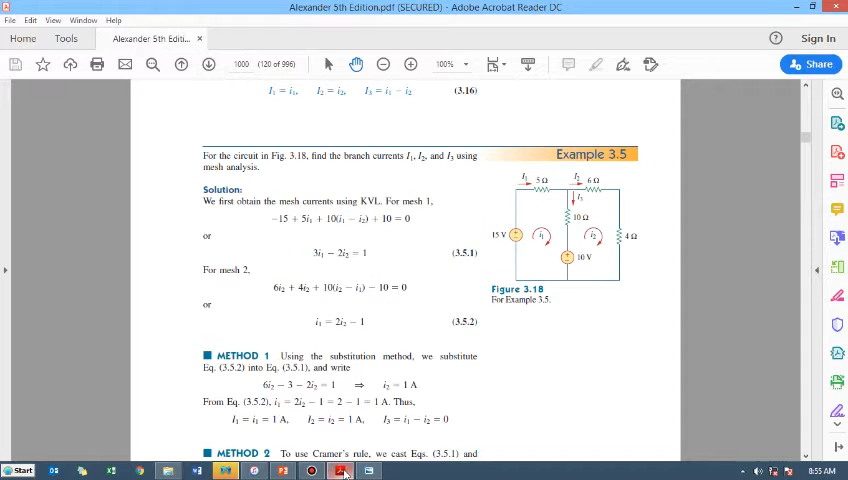 Alexander 5th Edition.pdf (SECURED) - Adobe Acrobat Reader DC
File Edit View Window Help
Home Tools Alexander 5th Editi... × Sign In
1000 (120 of 996) 100% Share
I₁ = i₁, I₂ = i₂, I₃ = i₁ − i₂ (3.16)
For the circuit in Fig. 3.18, find the branch currents I₁, I₂, and I₃ using
mesh analysis.
Example 3.5
Solution:
We first obtain the mesh currents using KVL. For mesh 1,
−15 + 5i₁ + 10(i₁ − i₂) + 10 = 0
or
3i₁ − 2i₂ = 1 (3.5.1)
For mesh 2,
6i₂ + 4i₂ + 10(i₂ − i₁) − 10 = 0
or
i₁ = 2i₂ − 1 (3.5.2)
I₁ 5 Ω I₂ 6 Ω
I₃
10 Ω
15 V i₁ i₂ 4 Ω
10 V
Figure 3.18
For Example 3.5.
METHOD 1 Using the substitution method, we substitute
Eq. (3.5.2) into Eq. (3.5.1), and write
6i₂ − 3 − 2i₂ = 1 ⇒ i₂ = 1 A
From Eq. (3.5.2), i₁ = 2i₂ − 1 = 2 − 1 = 1 A. Thus,
I₁ = i₁ = 1 A, I₂ = i₂ = 1 A, I₃ = i₁ − i₂ = 0
METHOD 2 To use Cramer's rule, we cast Eqs. (3.5.1) and
Start 8:55 AM